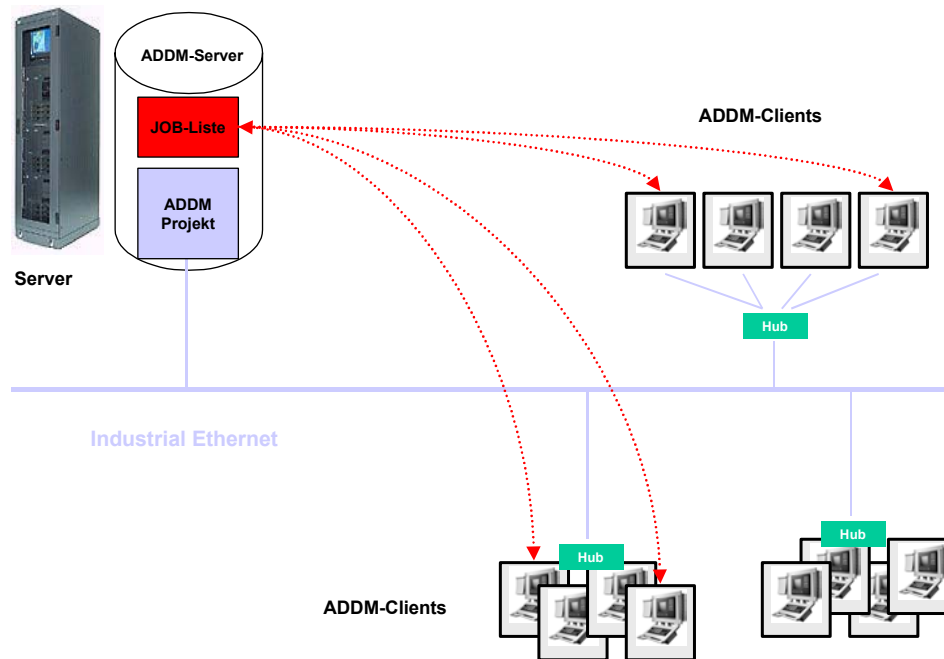 ADDM-Server
JOB-Liste
ADDM
Projekt
Server
ADDM-Clients
Hub
Industrial Ethernet
Hub
ADDM-Clients
Hub